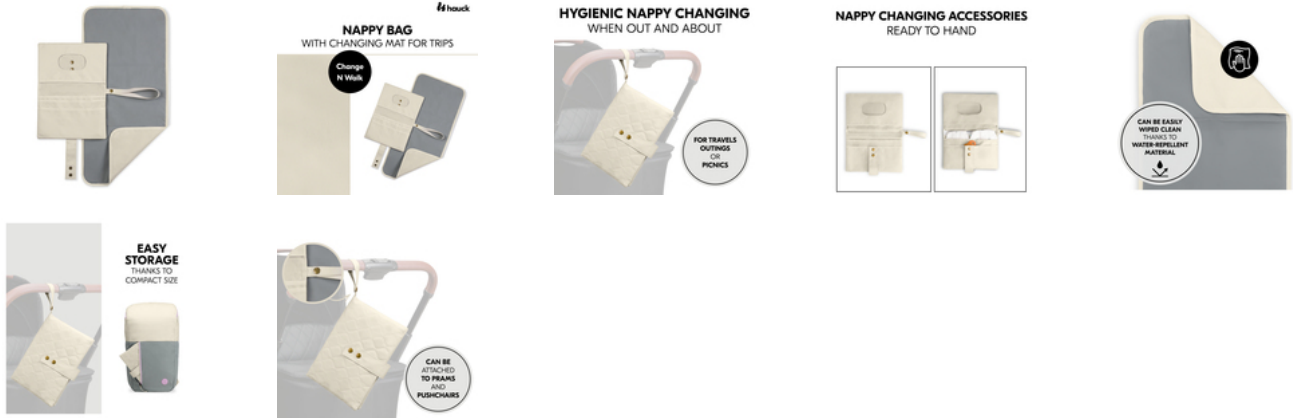 hauck
NAPPY BAG
WITH CHANGING MAT FOR TRIPS
Change
N Walk
HYGIENIC NAPPY CHANGING
WHEN OUT AND ABOUT
FOR TRAVELS
OUTINGS
OR
PICNICS
NAPPY CHANGING ACCESSORIES
READY TO HAND
CAN BE EASILY
WIPED CLEAN
THANKS TO
WATER-REPELLENT
MATERIAL
EASY
STORAGE
THANKS TO
COMPACT SIZE
CAN BE
ATTACHED
TO PRAMS
AND
PUSHCHAIRS